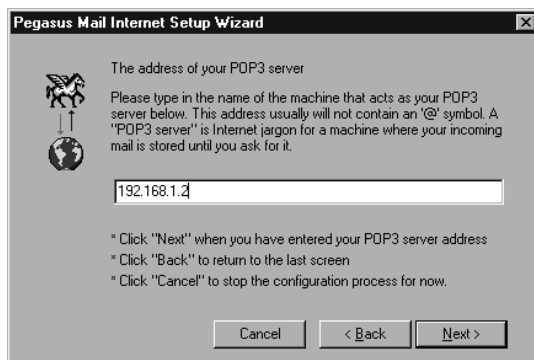 Pegasus Mail Internet Setup Wizard
The address of your POP3 server
Please type in the name of the machine that acts as your POP3
server below. This address usually will not contain an '@' symbol. A
"POP3 server" is Internet jargon for a machine where your incoming
mail is stored until you ask for it.
192.168.1.2
* Click "Next" when you have entered your POP3 server address
* Click "Back" to return to the last screen
* Click "Cancel" to stop the configuration process for now.
Cancel < Back Next >